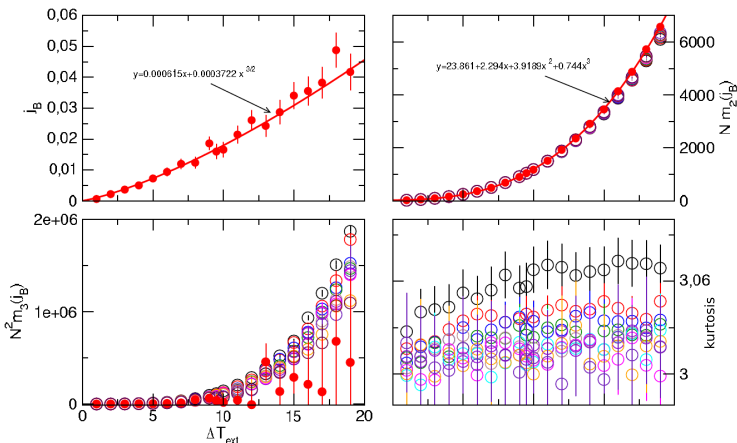 0,06
0,05
0,04
0,03
0,02
0,01
0
j_B
y=0.000615x+0.0003722 x^3/2
y=23.861+2.294x+3.9189x^2+0.744x^3
6000
4000
2000
0
N m_2(j_B)
2e+06
1e+06
0
N^2m_3(j_B)
0
5
10
15
20
ΔT_ext
3,06
3
kurtosis